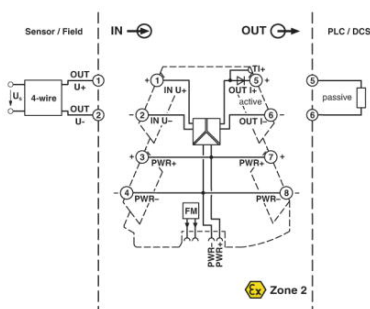 Sensor / Field
IN
OUT
PLC / DCS
TI+
OUT
U+
1
+ 1
5 +
5
IN U+
OUT I+
active
Us
4-wire
passive
OUT
U-
2
- 2
IN U-
OUT I-
6 -
6
+ 3
PWR+
PWR+
7 +
- 4
PWR-
PWR-
8 -
FM
PWR-
PWR+
Ex Zone 2